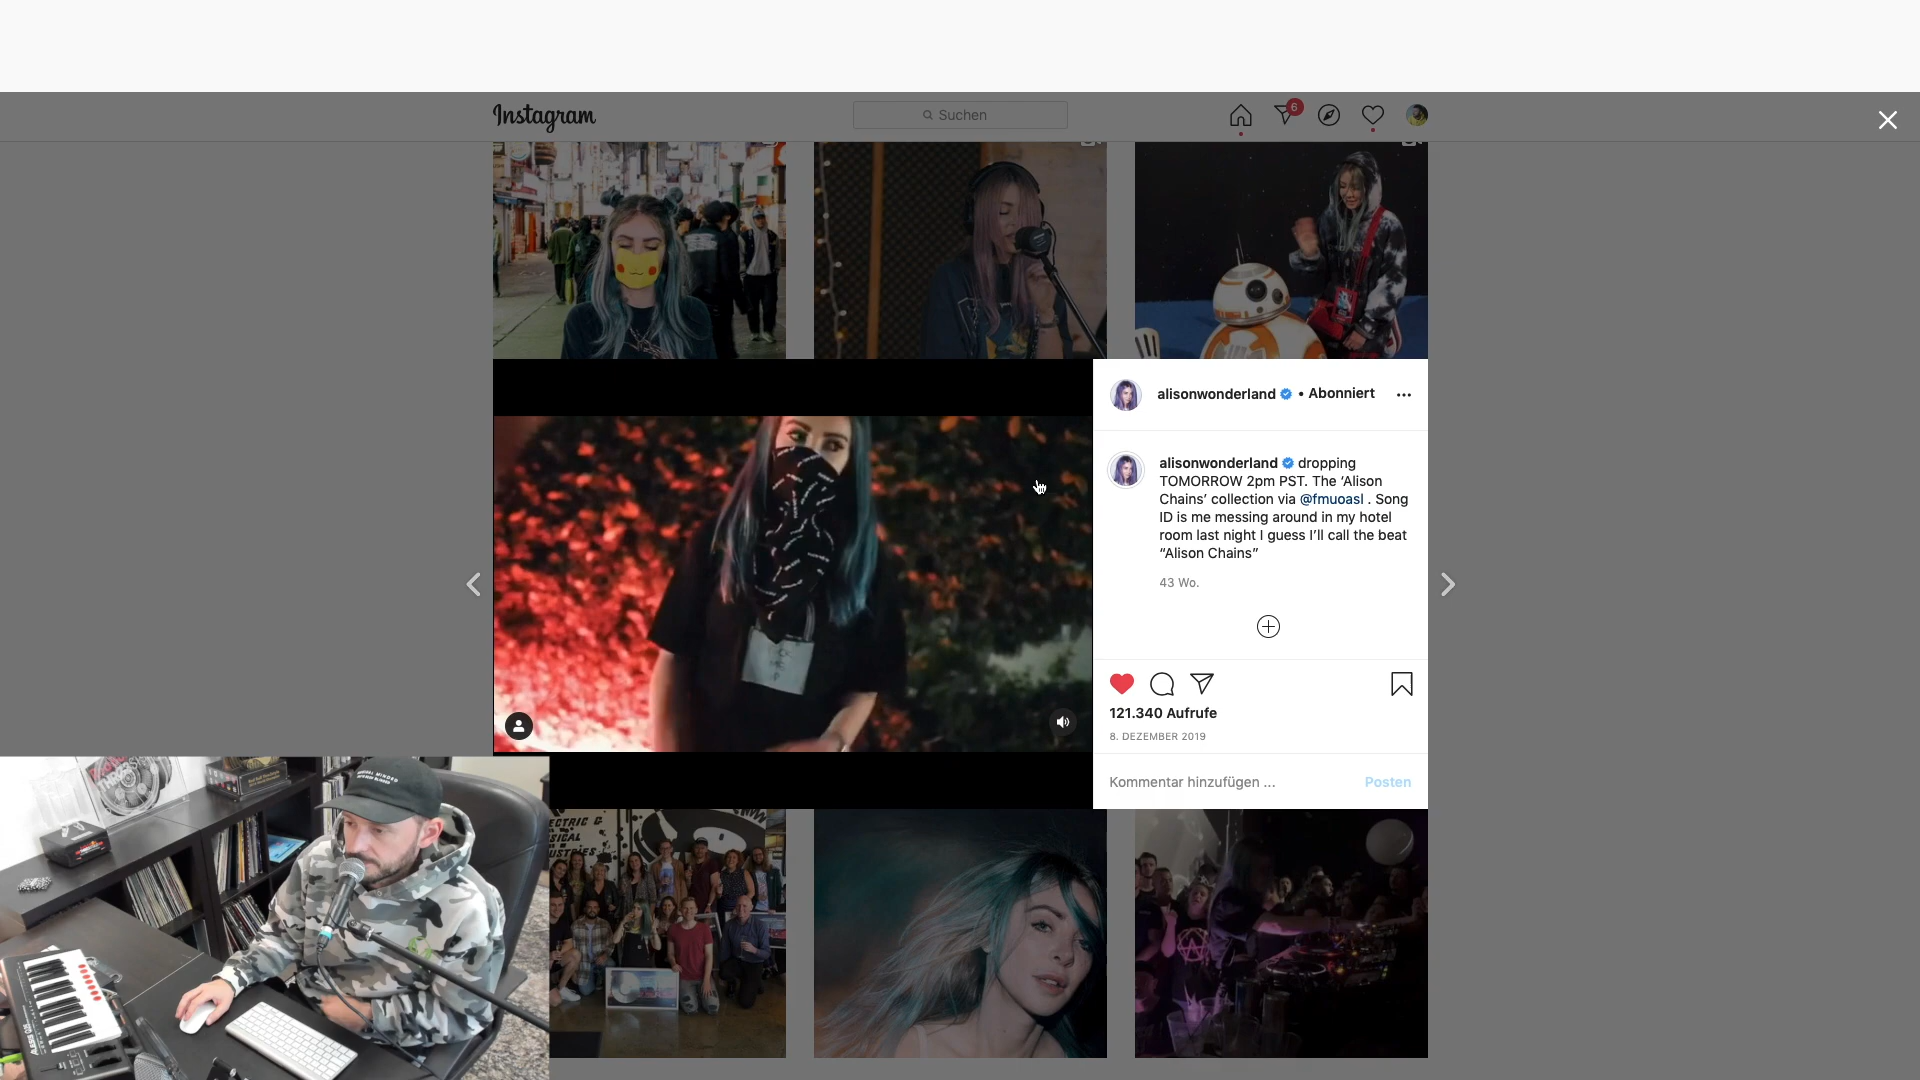 Instagram
Suchen
6
alisonwonderland • Abonniert
alisonwonderland dropping
TOMORROW 2pm PST. The ‘Alison
Chains’ collection via @fmuoasl . Song
ID is me messing around in my hotel
room last night I guess I’ll call the beat
“Alison Chains”
43 Wo.
121.340 Aufrufe
8. DEZEMBER 2019
Kommentar hinzufügen ...
Posten